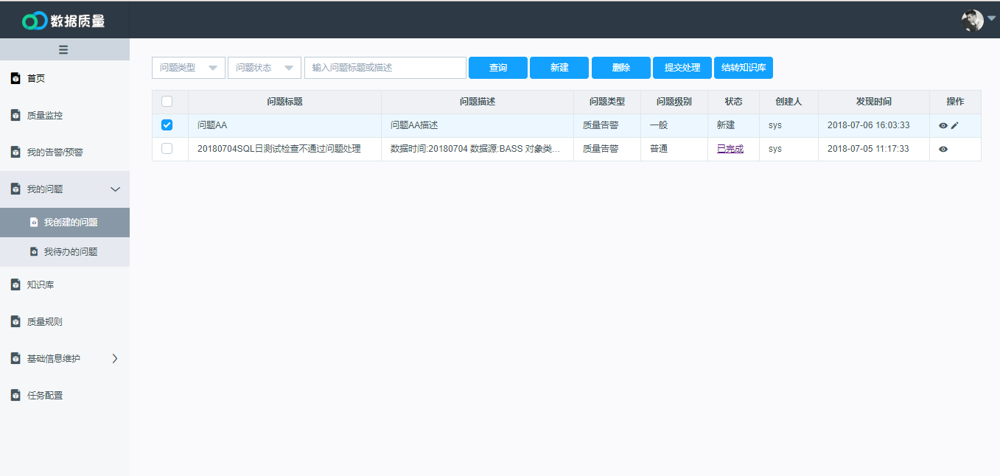 数据质量
首页
质量监控
我的告警/预警
我的问题
我创建的问题
我待办的问题
知识库
质量规则
基础信息维护
任务配置
问题类型 问题状态 输入问题标题或描述 查询 新建 删除 提交处理 结转知识库
问题标题 问题描述 问题类型 问题级别 状态 创建人 发现时间 操作
问题AA 问题AA描述 质量告警 一般 新建 sys 2018-07-06 16:03:33
20180704SQL日测试检查不通过问题处理 数据时间:20180704 数据源:BASS 对象类... 质量告警 普通 已完成 sys 2018-07-05 11:17:33